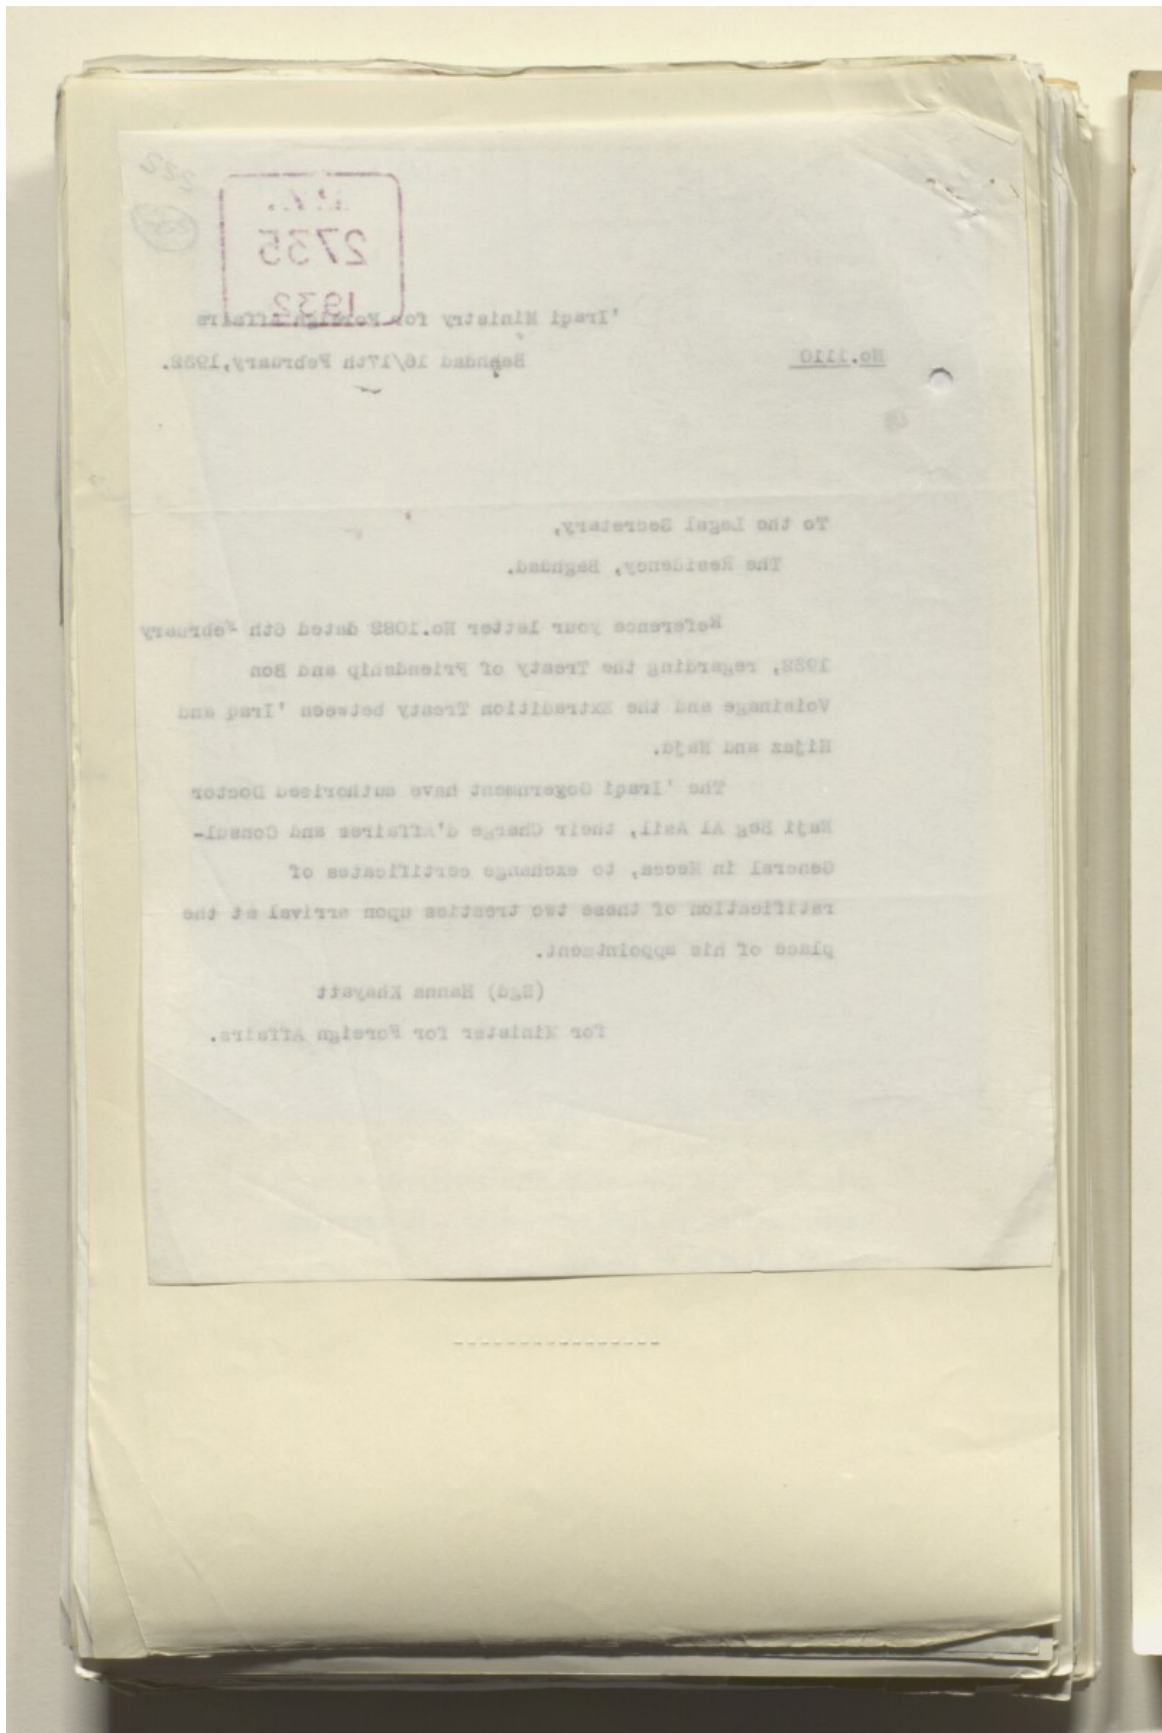 P.Z.
2735
1932
'Iraqi Ministry for Foreign Affairs
No.1110
Baghdad 16/17th February,1932.
To the Legal Secretary,
The Residency, Baghdad.
Reference your letter No.1082 dated 6th February
1932, regarding the Treaty of Friendship and Bon
Voisinage and the Extradition Treaty between 'Iraq and
Hijaz and Najd.
The 'Iraqi Government have authorised Doctor
Naji Beg Al Asil, their Charge d'Affaires and Consul-
General in Mecca, to exchange certificates of
ratification of these two treaties upon arrival at the
place of his appointment.
(Sgd) Hanna Khayatt
for Minister for Foreign Affairs.
----------------